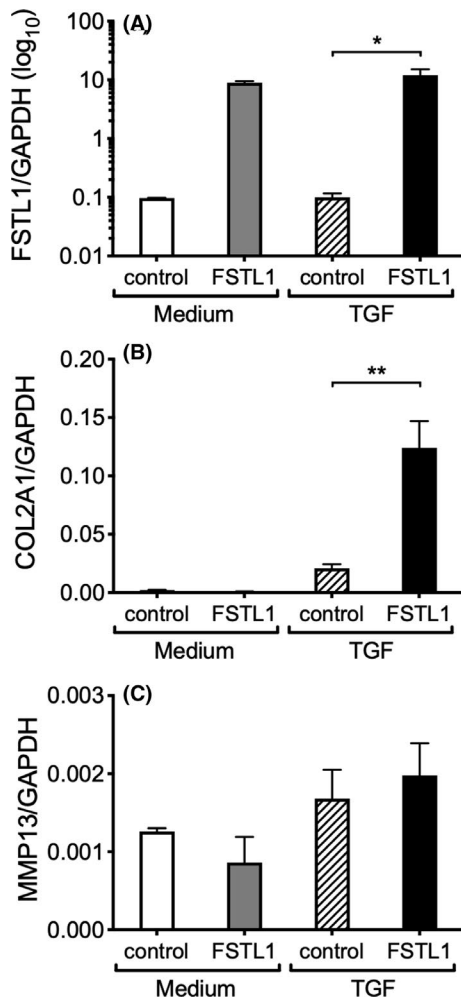 (A)
FSTL1/GAPDH (log10)
100
10
1
0.1
0.01
*
control FSTL1 control FSTL1
Medium TGF
(B)
COL2A1/GAPDH
0.20
0.15
0.10
0.05
0.00
**
control FSTL1 control FSTL1
Medium TGF
(C)
MMP13/GAPDH
0.003
0.002
0.001
0.000
control FSTL1 control FSTL1
Medium TGF